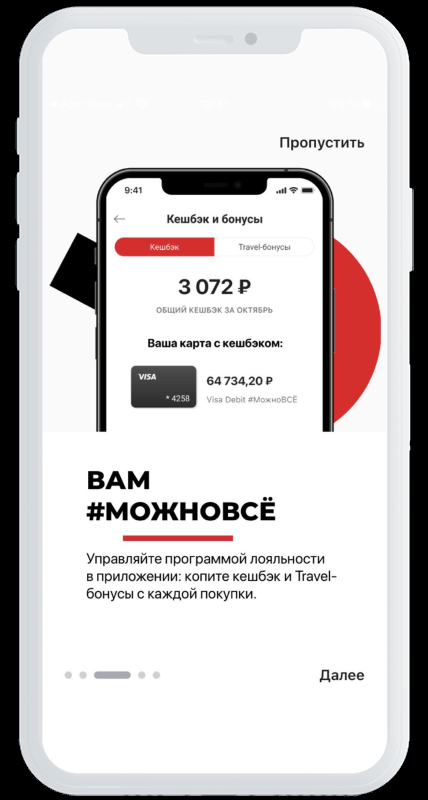 Пропустить
9:41
Кешбэк и бонусы
Кешбэк
Travel-бонусы
3 072 ₽
ОБЩИЙ КЕШБЭК ЗА ОКТЯБРЬ
Ваша карта с кешбэком:
VISA
* 4258
64 734,20 ₽
Visa Debit #МожноВСЁ
ВАМ
#МОЖНОВСЁ
Управляйте программой лояльности
в приложении: копите кешбэк и Travel-
бонусы с каждой покупки.
Далее